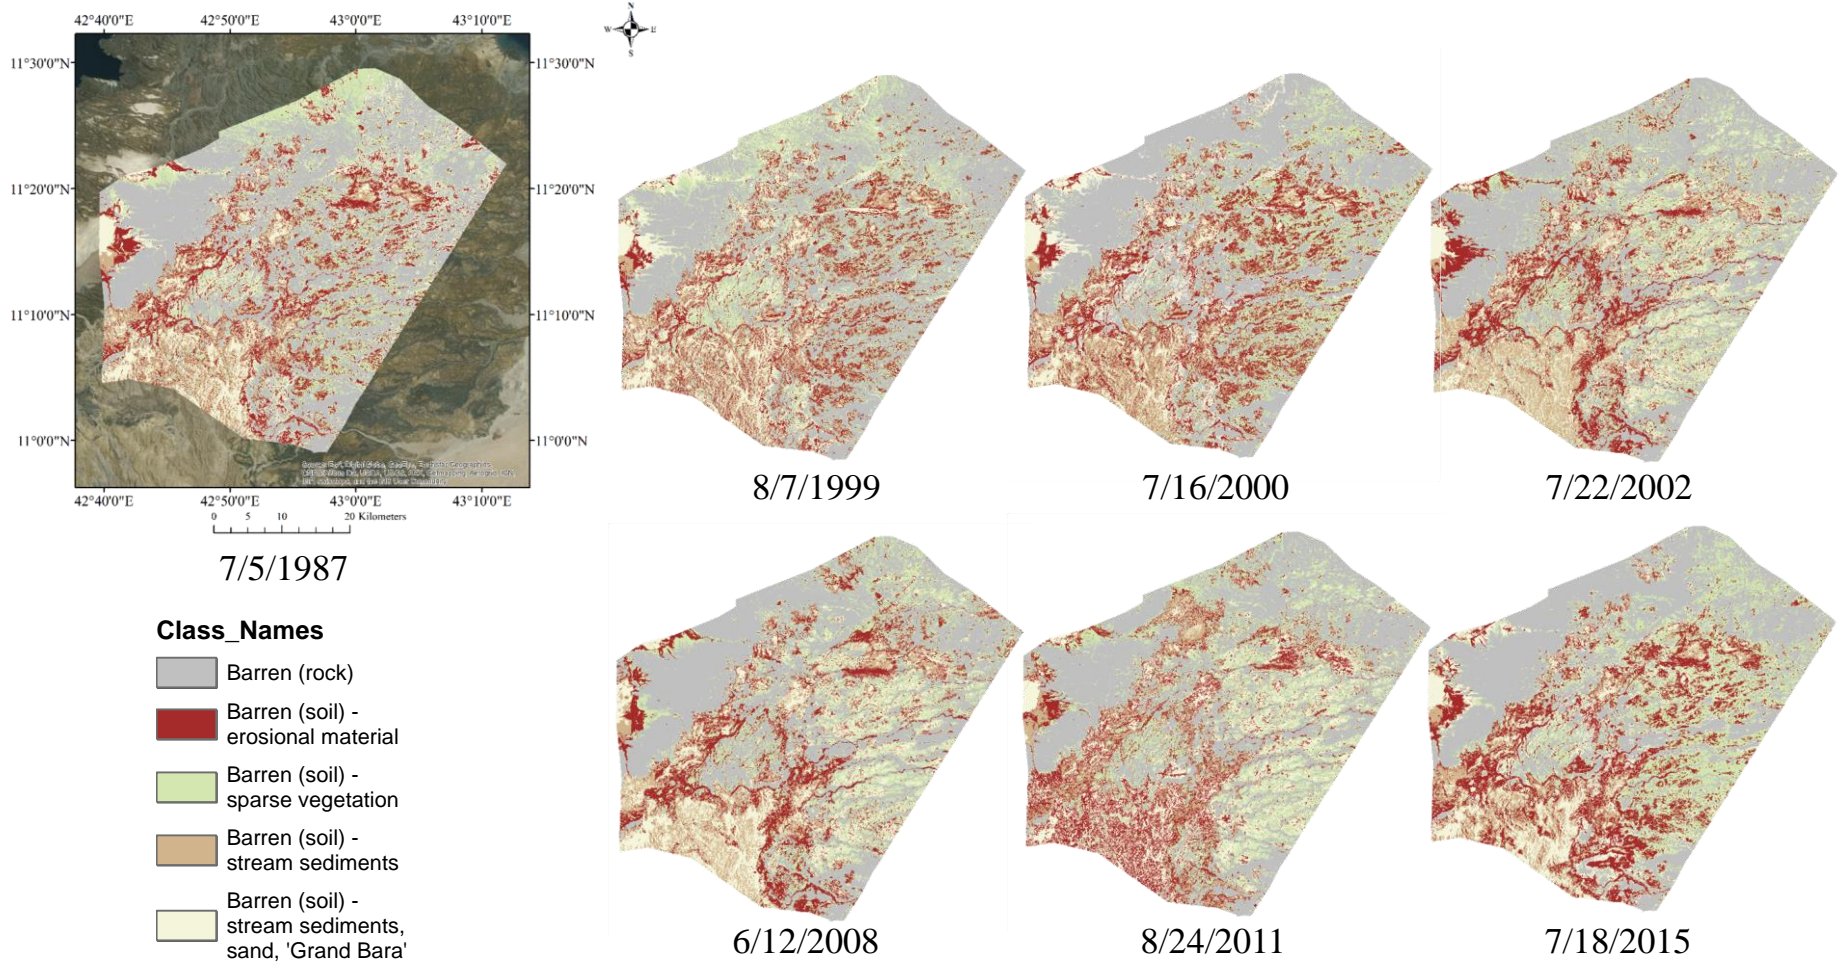 42°40'0"E 42°50'0"E 43°0'0"E 43°10'0"E
N
W E
S
11°30'0"N 11°30'0"N
11°20'0"N 11°20'0"N
11°10'0"N 11°10'0"N
11°0'0"N 11°0'0"N
42°40'0"E 42°50'0"E 43°0'0"E 43°10'0"E
0 5 10 20 Kilometers
7/5/1987
8/7/1999 7/16/2000 7/22/2002
Class_Names
Barren (rock)
Barren (soil) -
erosional material
Barren (soil) -
sparse vegetation
Barren (soil) -
stream sediments
Barren (soil) -
stream sediments,
sand, 'Grand Bara'
6/12/2008 8/24/2011 7/18/2015